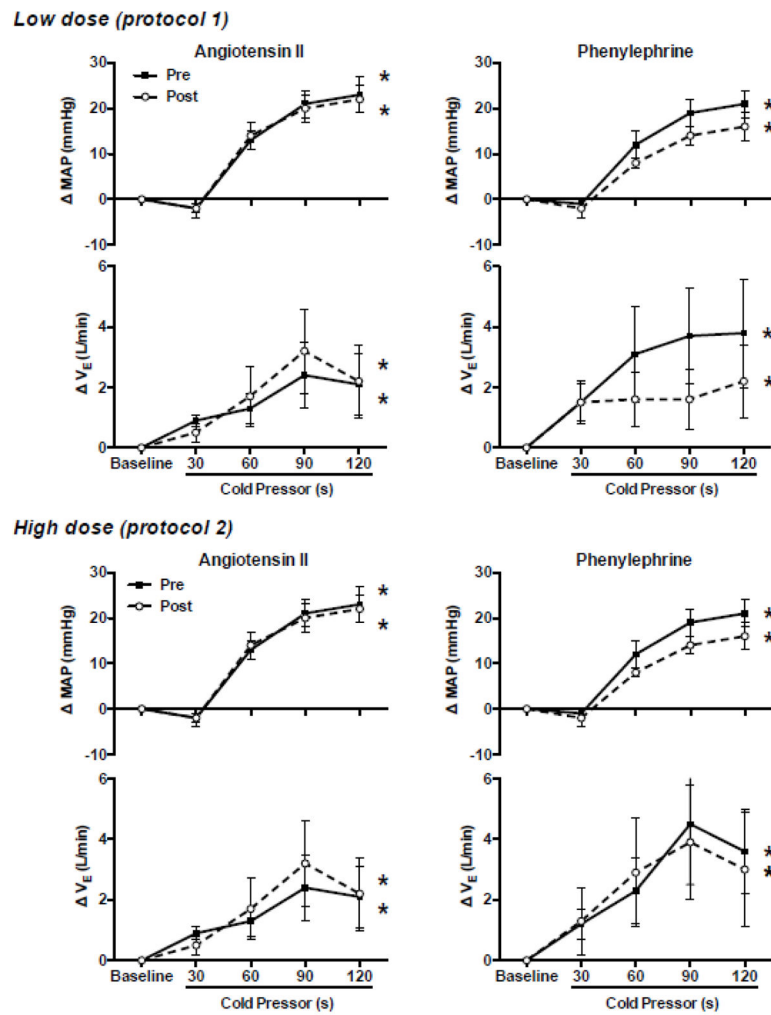 Low dose (protocol 1)
Angiotensin II
Phenylephrine
30
20
10
0
-10
Δ MAP (mmHg)
Pre
Post
*
*
30
20
10
0
-10
Δ MAP (mmHg)
*
*
6
4
2
0
Δ VE (L/min)
*
*
Baseline 30 60 90 120
Cold Pressor (s)
6
4
2
0
Δ VE (L/min)
*
*
Baseline 30 60 90 120
Cold Pressor (s)
High dose (protocol 2)
Angiotensin II
Phenylephrine
30
20
10
0
-10
Δ MAP (mmHg)
Pre
Post
*
*
30
20
10
0
-10
Δ MAP (mmHg)
*
*
6
4
2
0
Δ VE (L/min)
*
*
Baseline 30 60 90 120
Cold Pressor (s)
6
4
2
0
Δ VE (L/min)
*
*
Baseline 30 60 90 120
Cold Pressor (s)